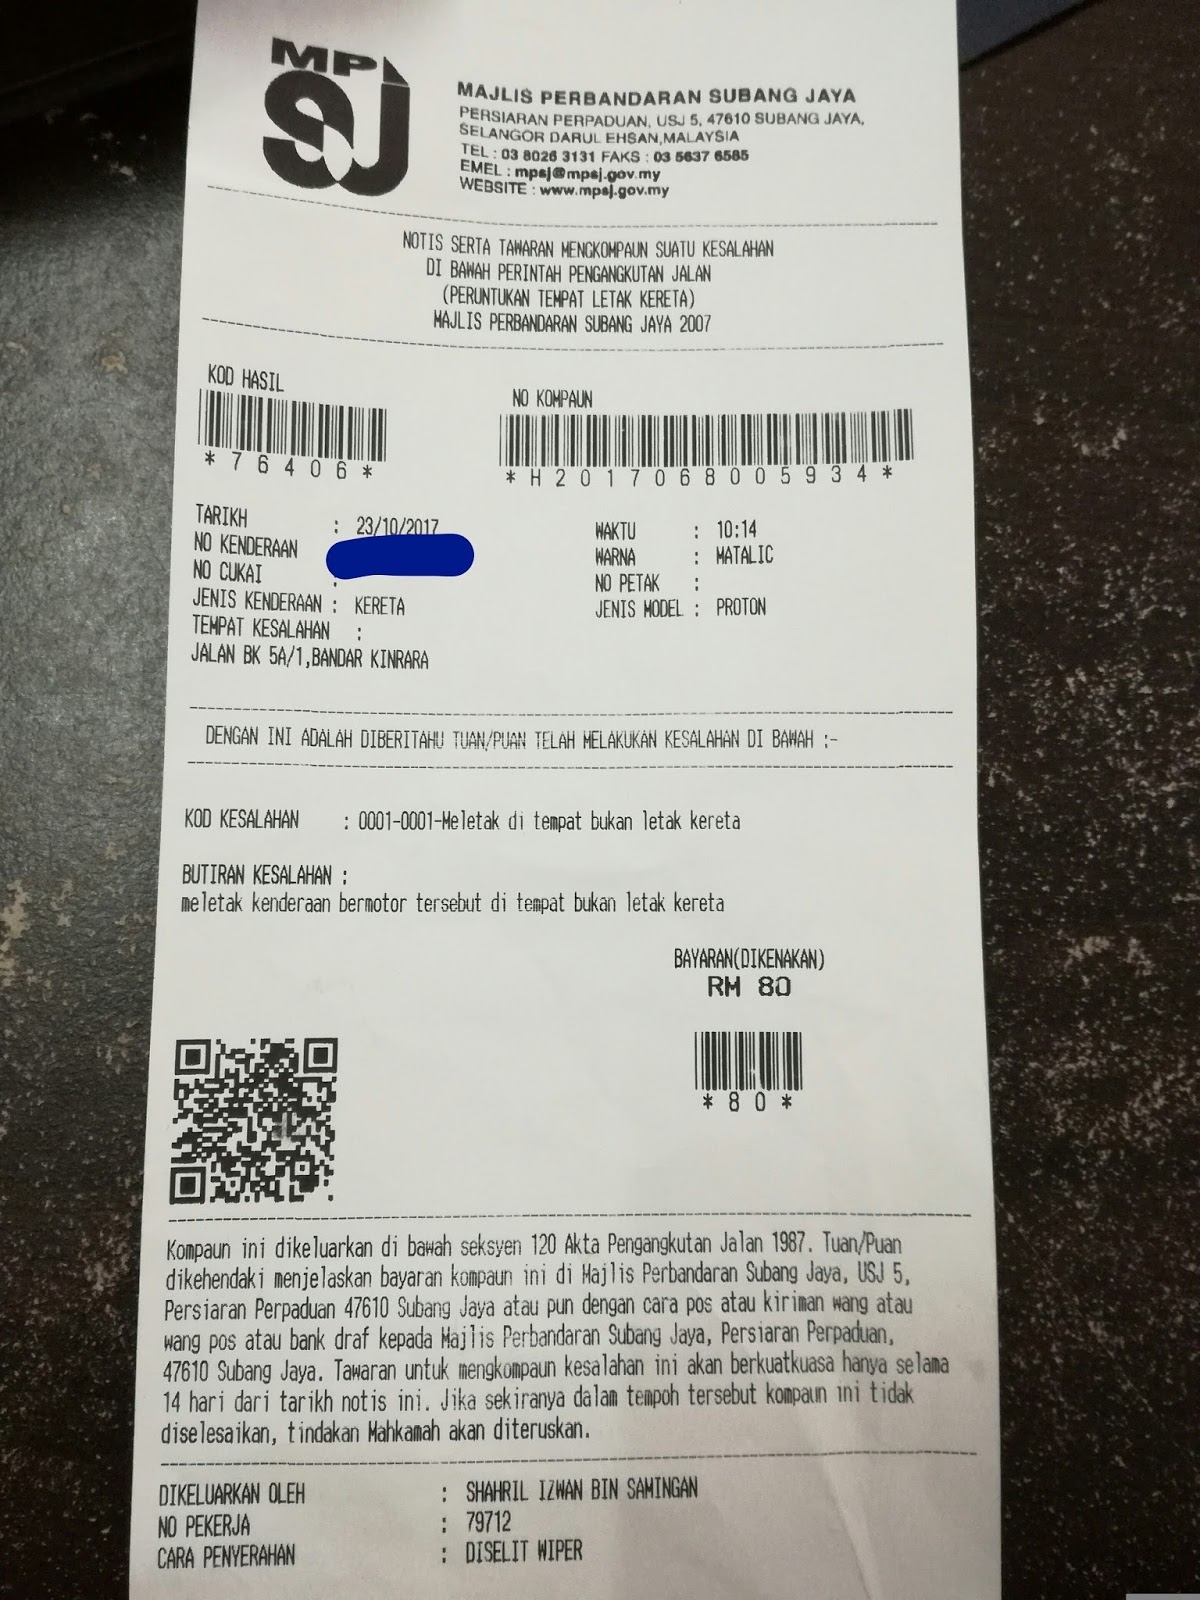 MPSJ
MAJLIS PERBANDARAN SUBANG JAYA
PERSIARAN PERPADUAN, USJ 5, 47610 SUBANG JAYA,
SELANGOR DARUL EHSAN,MALAYSIA
TEL : 03 8026 3131 FAKS : 03 5637 6585
EMEL : mpsj@mpsj.gov.my
WEBSITE : www.mpsj.gov.my
NOTIS SERTA TAWARAN MENGKOMPAUN SUATU KESALAHAN
DI BAWAH PERINTAH PENGANGKUTAN JALAN
(PERUNTUKAN TEMPAT LETAK KERETA)
MAJLIS PERBANDARAN SUBANG JAYA 2007
KOD HASIL
*76406*
NO KOMPAUN
*H2017068005934*
TARIKH : 23/10/2017 WAKTU : 10:14
NO KENDERAAN WARNA : MATALIC
NO CUKAI : NO PETAK :
JENIS KENDERAAN : KERETA JENIS MODEL : PROTON
TEMPAT KESALAHAN :
JALAN BK 5A/1,BANDAR KINRARA
DENGAN INI ADALAH DIBERITAHU TUAN/PUAN TELAH MELAKUKAN KESALAHAN DI BAWAH :-
KOD KESALAHAN : 0001-0001-Meletak di tempat bukan letak kereta
BUTIRAN KESALAHAN :
meletak kenderaan bermotor tersebut di tempat bukan letak kereta
BAYARAN(DIKENAKAN)
RM 80
*80*
Kompaun ini dikeluarkan di bawah seksyen 120 Akta Pengangkutan Jalan 1987. Tuan/Puan
dikehendaki menjelaskan bayaran kompaun ini di Majlis Perbandaran Subang Jaya, USJ 5,
Persiaran Perpaduan 47610 Subang Jaya atau pun dengan cara pos atau kiriman wang atau
wang pos atau bank draf kepada Majlis Perbandaran Subang Jaya, Persiaran Perpaduan,
47610 Subang Jaya. Tawaran untuk mengkompaun kesalahan ini akan berkuatkuasa hanya selama
14 hari dari tarikh notis ini. Jika sekiranya dalam tempoh tersebut kompaun ini tidak
diselesaikan, tindakan Mahkamah akan diteruskan.
DIKELUARKAN OLEH : SHAHRIL IZWAN BIN SAMINGAN
NO PEKERJA : 79712
CARA PENYERAHAN : DISELIT WIPER